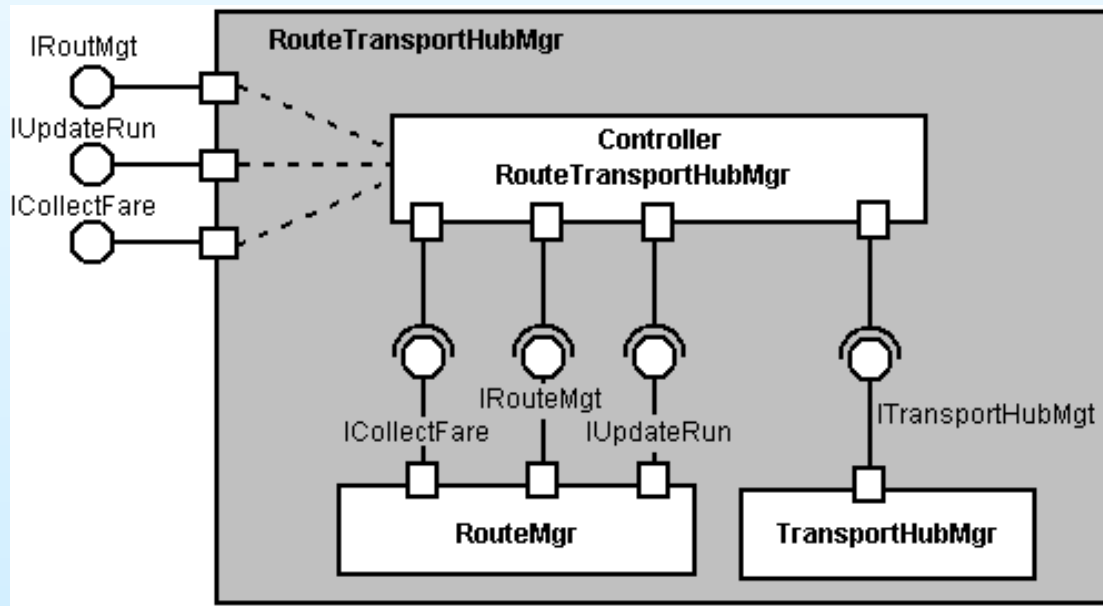 RouteTransportHubMgr
IRoutMgt
IUpdateRun
ICollectFare
Controller
RouteTransportHubMgr
IRouteMgt
ICollectFare
IUpdateRun
ITransportHubMgt
RouteMgr
TransportHubMgr